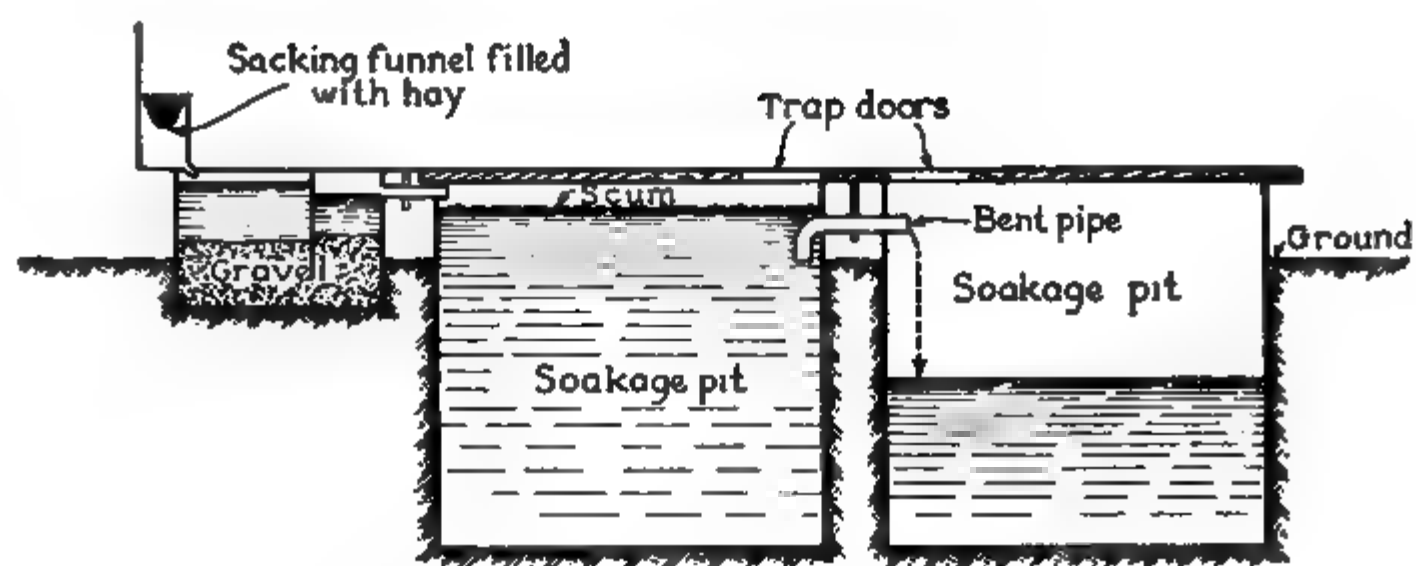 Sacking funnel filled
with hay
Trap doors
Scum
Bent pipe
Ground
Gravel
Soakage pit
Soakage pit